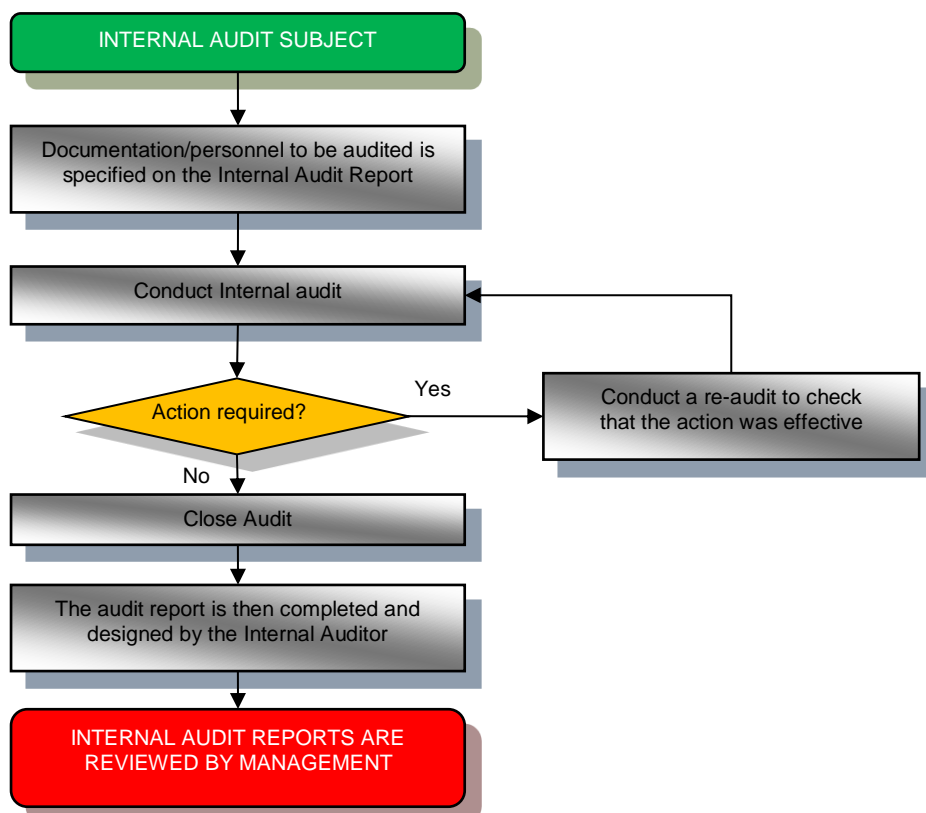 INTERNAL AUDIT SUBJECT
Documentation/personnel to be audited is
specified on the Internal Audit Report
Conduct Internal audit
Action required?
Yes
Conduct a re-audit to check
that the action was effective
No
Close Audit
The audit report is then completed and
designed by the Internal Auditor
INTERNAL AUDIT REPORTS ARE
REVIEWED BY MANAGEMENT